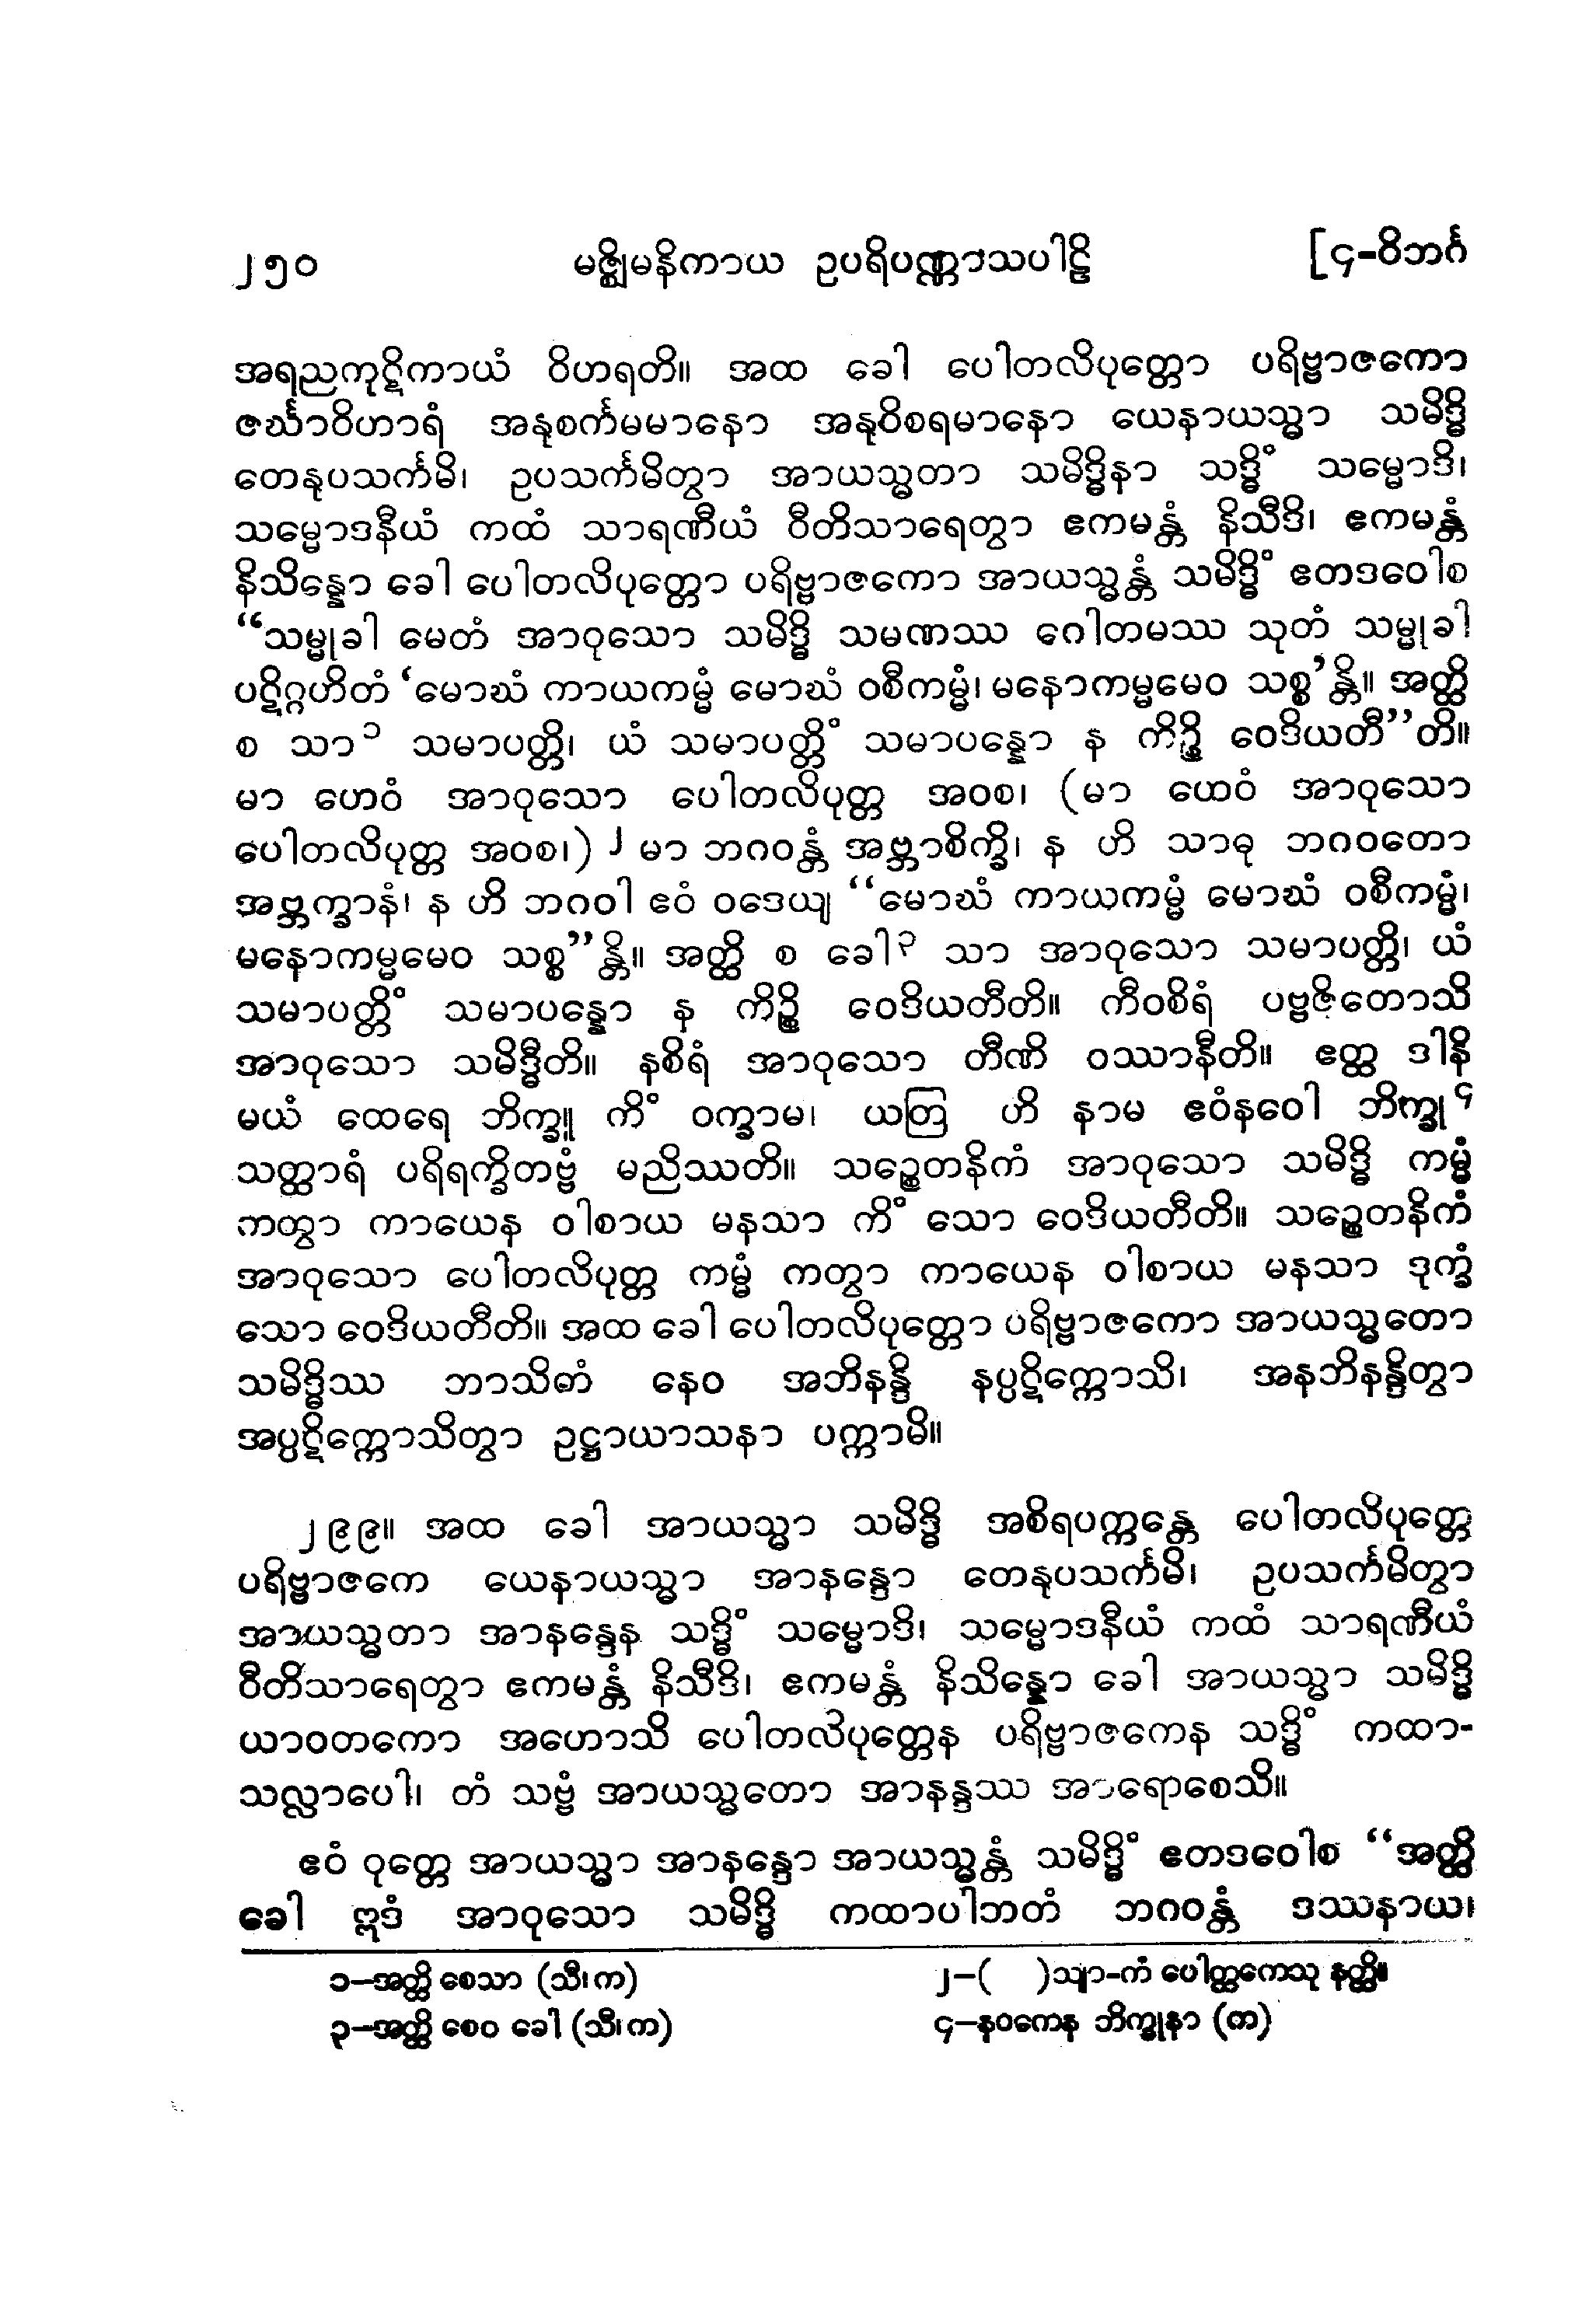 ၂၅၀ မဇ္ဈိမနိကာယ ဥပရိပဏ္ဏာသပါဠိ [၄-ဝိဘင်္ဂ
အရညကုဋိကာယံ ဝိဟရတိ။ အထ ခေါ ပေါတလိပုတ္တော ပရိဗ္ဗာဇကော
ဇင်္ဃာဝိဟာရံ အနုစင်္ကမမာနော အနုဝိစရမာနော ယေနာယသ္မာ သမိဒ္ဓိ
တေနုပသင်္ကမိ၊ ဥပသင်္ကမိတွာ အာယသ္မတာ သမိဒ္ဓိနာ သဒ္ဓိံ သမ္မောဒိ၊
သမ္မောဒနီယံ ကထံ သာရဏီယံ ဝီတိသာရေတွာ ဧကမန္တံ နိသီဒိ၊ ဧကမန္တံ
နိသိန္နော ခေါ ပေါတလိပုတ္တော ပရိဗ္ဗာဇကော အာယသ္မန္တံ သမိဒ္ဓိံ ဧတဒဝေါစ
“သမ္မုခါ မေတံ အာဝုသော သမိဒ္ဓိ သမဏဿ ဂေါတမဿ သုတံ သမ္မုခါ
ပဋိဂ္ဂဟိတံ ‘မောဃံ ကာယကမ္မံ မောဃံ ဝစီကမ္မံ၊ မနောကမ္မမေဝ သစ္စ’န္တိ။ အတ္ထိ
စ သာ ၁ သမာပတ္တိ၊ ယံ သမာပတ္တိံ သမာပန္နော န ကိဉ္စိ ဝေဒိယတီ”တိ။
မာ ဟေဝံ အာဝုသော ပေါတလိပုတ္တ အဝစ၊ (မာ ဟေဝံ အာဝုသော
ပေါတလိပုတ္တ အဝစ၊) ၂ မာ ဘဂဝန္တံ အဗ္ဘာစိက္ခိ၊ န ဟိ သာဓု ဘဂဝတော
အဗ္ဘက္ခာနံ၊ န ဟိ ဘဂဝါ ဧဝံ ဝဒေယျ “မောဃံ ကာယကမ္မံ မောဃံ ဝစီကမ္မံ၊
မနောကမ္မမေဝ သစ္စ”န္တိ။ အတ္ထိ စ ခေါ ၃ သာ အာဝုသော သမာပတ္တိ၊ ယံ
သမာပတ္တိံ သမာပန္နော န ကိဉ္စိ ဝေဒိယတီတိ။ ကီဝစိရံ ပဗ္ဗဇိတောသိ
အာဝုသော သမိဒ္ဓီတိ။ နစိရံ အာဝုသော တီဏိ ဝဿာနီတိ။ ဧတ္ထ ဒါနိ
မယံ ထေရေ ဘိက္ခူ ကိံ ဝက္ခာမ၊ ယတြ ဟိ နာမ ဧဝံနဝေါ ဘိက္ခု ၄
သတ္ထာရံ ပရိရက္ခိတဗ္ဗံ မညိဿတိ။ သဉ္စေတနိကံ အာဝုသော သမိဒ္ဓိ ကမ္မံ
ကတွာ ကာယေန ဝါစာယ မနသာ ကိံ သော ဝေဒိယတီတိ။ သဉ္စေတနိကံ
အာဝုသော ပေါတလိပုတ္တ ကမ္မံ ကတွာ ကာယေန ဝါစာယ မနသာ ဒုက္ခံ
သော ဝေဒိယတီတိ။ အထ ခေါ ပေါတလိပုတ္တော ပရိဗ္ဗာဇကော အာယသ္မတော
သမိဒ္ဓိဿ ဘာသိတံ နေဝ အဘိနန္ဒိ နပ္ပဋိက္ကောသိ၊ အနဘိနန္ဒိတွာ
အပ္ပဋိက္ကောသိတွာ ဥဋ္ဌာယာသနာ ပက္ကာမိ။
၂၉၉။ အထ ခေါ အာယသ္မာ သမိဒ္ဓိ အစိရပက္ကန္တေ ပေါတလိပုတ္တေ
ပရိဗ္ဗာဇကေ ယေနာယသ္မာ အာနန္ဒော တေနုပသင်္ကမိ၊ ဥပသင်္ကမိတွာ
အာယသ္မတာ အာနန္ဒေန သဒ္ဓိံ သမ္မောဒိ၊ သမ္မောဒနီယံ ကထံ သာရဏီယံ
ဝီတိသာရေတွာ ဧကမန္တံ နိသီဒိ၊ ဧကမန္တံ နိသိန္နော ခေါ အာယသ္မာ သမိဒ္ဓိ
ယာဝတကော အဟောသိ ပေါတလိပုတ္တေန ပရိဗ္ဗာဇကေန သဒ္ဓိံ ကထာ-
သလ္လာပေါ၊ တံ သဗ္ဗံ အာယသ္မတော အာနန္ဒဿ အာရောစေသိ။
ဧဝံ ဝုတ္တေ အာယသ္မာ အာနန္ဒော အာယသ္မန္တံ သမိဒ္ဓိံ ဧတဒဝေါစ “အတ္ထိ
ခေါ ဣဒံ အာဝုသော သမိဒ္ဓိ ကထာပါဘတံ ဘဂဝန္တံ ဒဿနာယ၊
၁–အတ္ထိ စေသာ (သီ၊ က) ၂–( )သျာ-ကံ ပေါတ္ထကေသု နတ္ထိ။
၃–အတ္ထိ စေဝ ခေါ (သီ၊ က) ၄–နဝကေန ဘိက္ခုနာ (က)